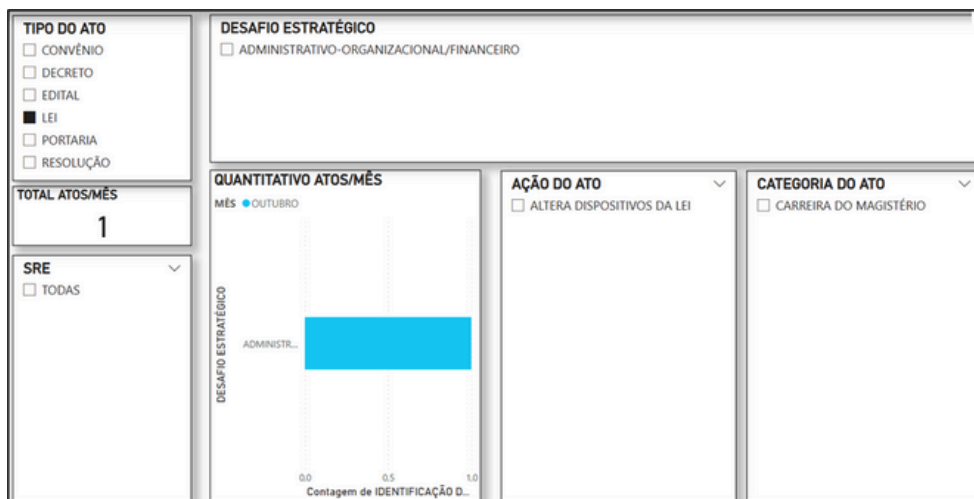 TIPO DO ATO
CONVÊNIO
DECRETO
EDITAL
LEI
PORTARIA
RESOLUÇÃO
DESAFIO ESTRATÉGICO
ADMINISTRATIVO-ORGANIZACIONAL/FINANCEIRO
TOTAL ATOS/MÊS
1
SRE
TODAS
QUANTITATIVO ATOS/MÊS
MÊS OUTUBRO
DESAFIO ESTRATÉGICO
ADMINISTR...
0.0 0.5 1.0
Contagem de IDENTIFICAÇÃO D...
AÇÃO DO ATO
ALTERA DISPOSITIVOS DA LEI
CATEGORIA DO ATO
CARREIRA DO MAGISTÉRIO